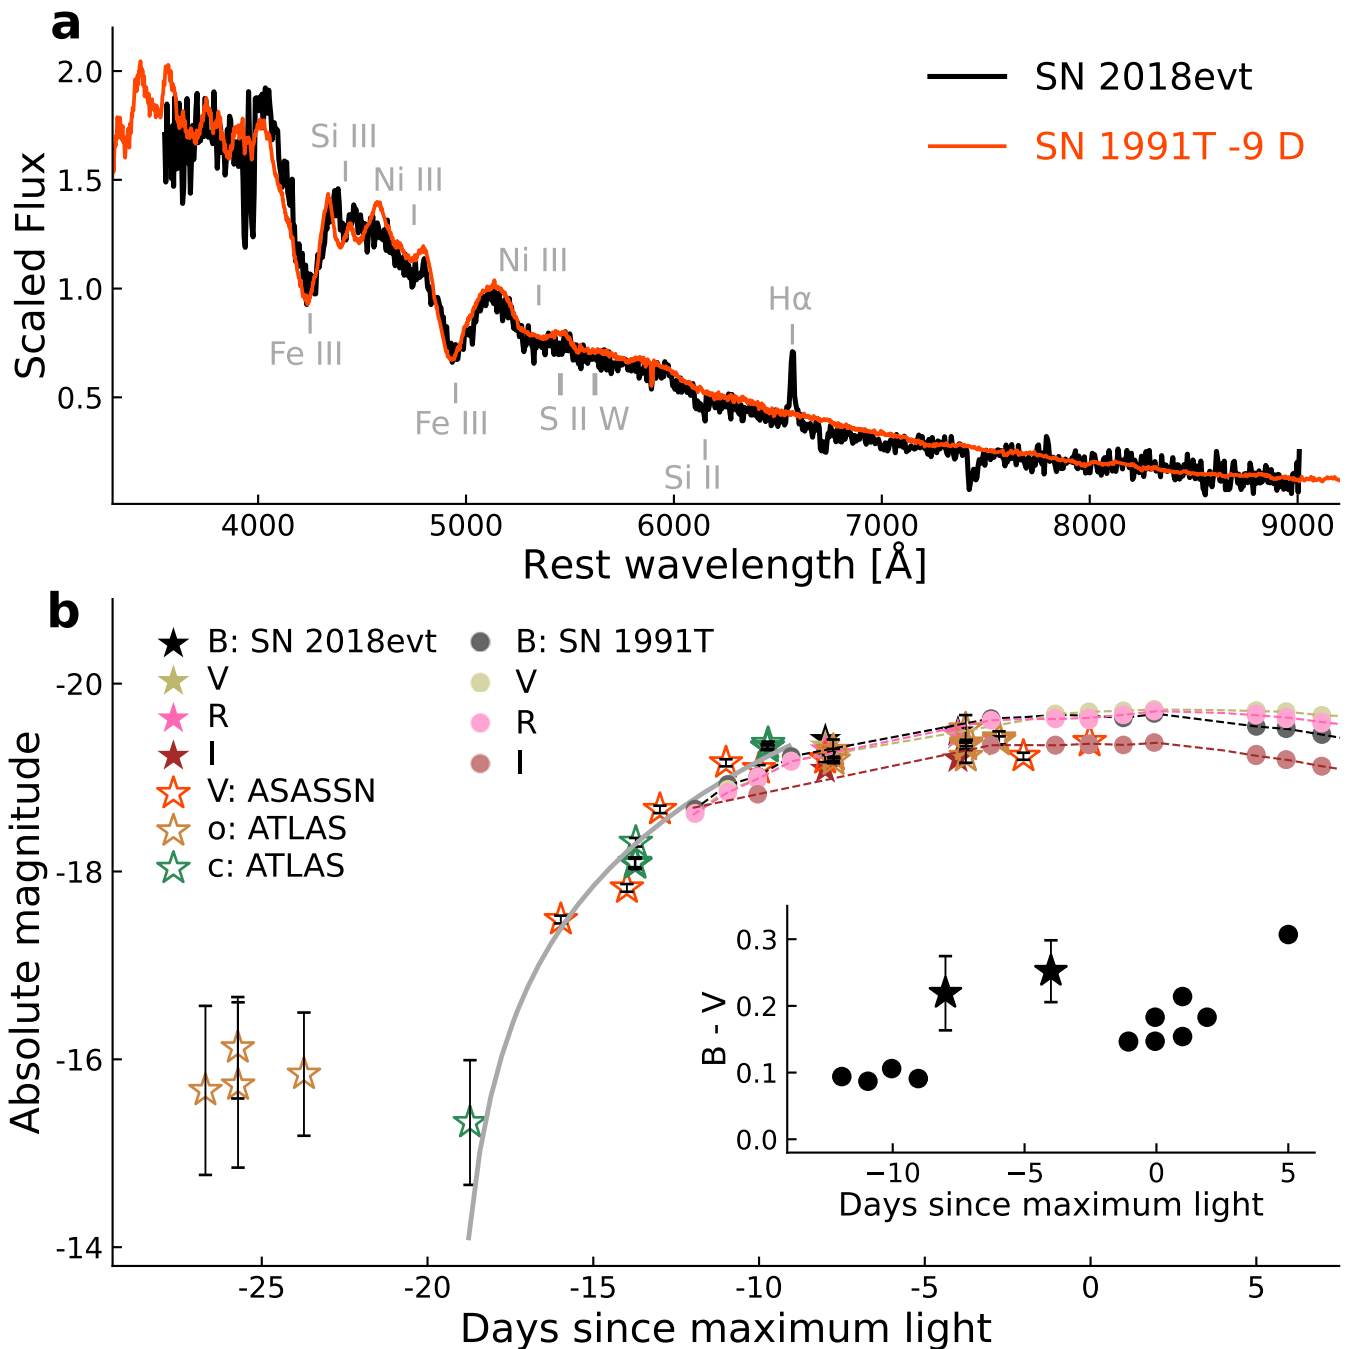 a
SN 2018evt
SN 1991T -9 D
2.0
1.5
1.0
0.5
Scaled Flux
Si III
Ni III
Ni III
Hα
Fe III
Fe III
S II W
Si II
4000 5000 6000 7000 8000 9000
Rest wavelength [Å]
b
B: SN 2018evt
V
R
I
V: ASASSN
o: ATLAS
c: ATLAS
B: SN 1991T
V
R
I
-20
-18
-16
-14
Absolute magnitude
0.3
0.2
0.1
0.0
B - V
−10 −5 0 5
Days since maximum light
-25 -20 -15 -10 -5 0 5
Days since maximum light